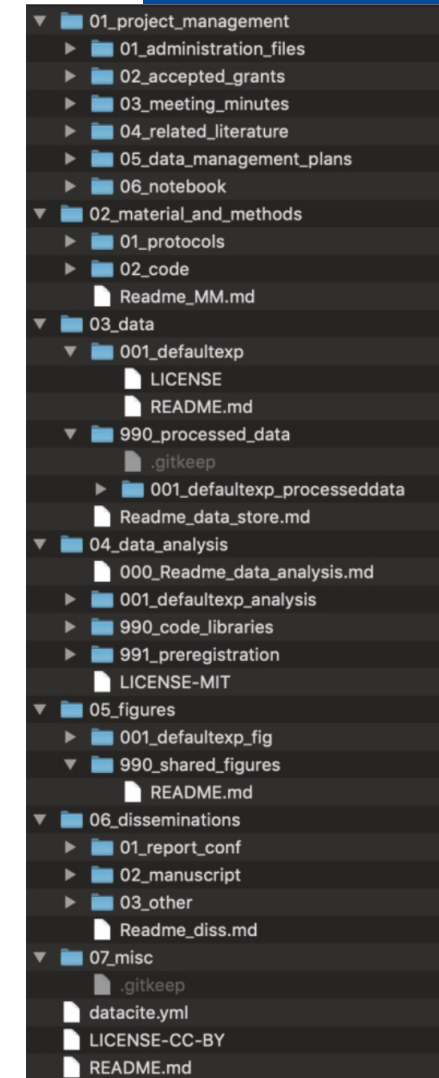 01_project_management
01_administration_files
02_accepted_grants
03_meeting_minutes
04_related_literature
05_data_management_plans
06_notebook
02_material_and_methods
01_protocols
02_code
Readme_MM.md
03_data
001_defaultexp
LICENSE
README.md
990_processed_data
.gitkeep
001_defaultexp_processeddata
Readme_data_store.md
04_data_analysis
000_Readme_data_analysis.md
001_defaultexp_analysis
990_code_libraries
991_preregistration
LICENSE-MIT
05_figures
001_defaultexp_fig
990_shared_figures
README.md
06_disseminations
01_report_conf
02_manuscript
03_other
Readme_diss.md
07_misc
.gitkeep
datacite.yml
LICENSE-CC-BY
README.md